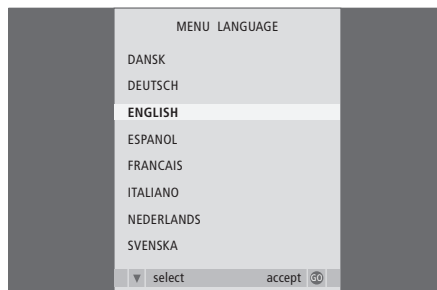 MENU LANGUAGE
DANSK
DEUTSCH
ENGLISH
ESPANOL
FRANCAIS
ITALIANO
NEDERLANDS
SVENSKA
▼ select accept GO